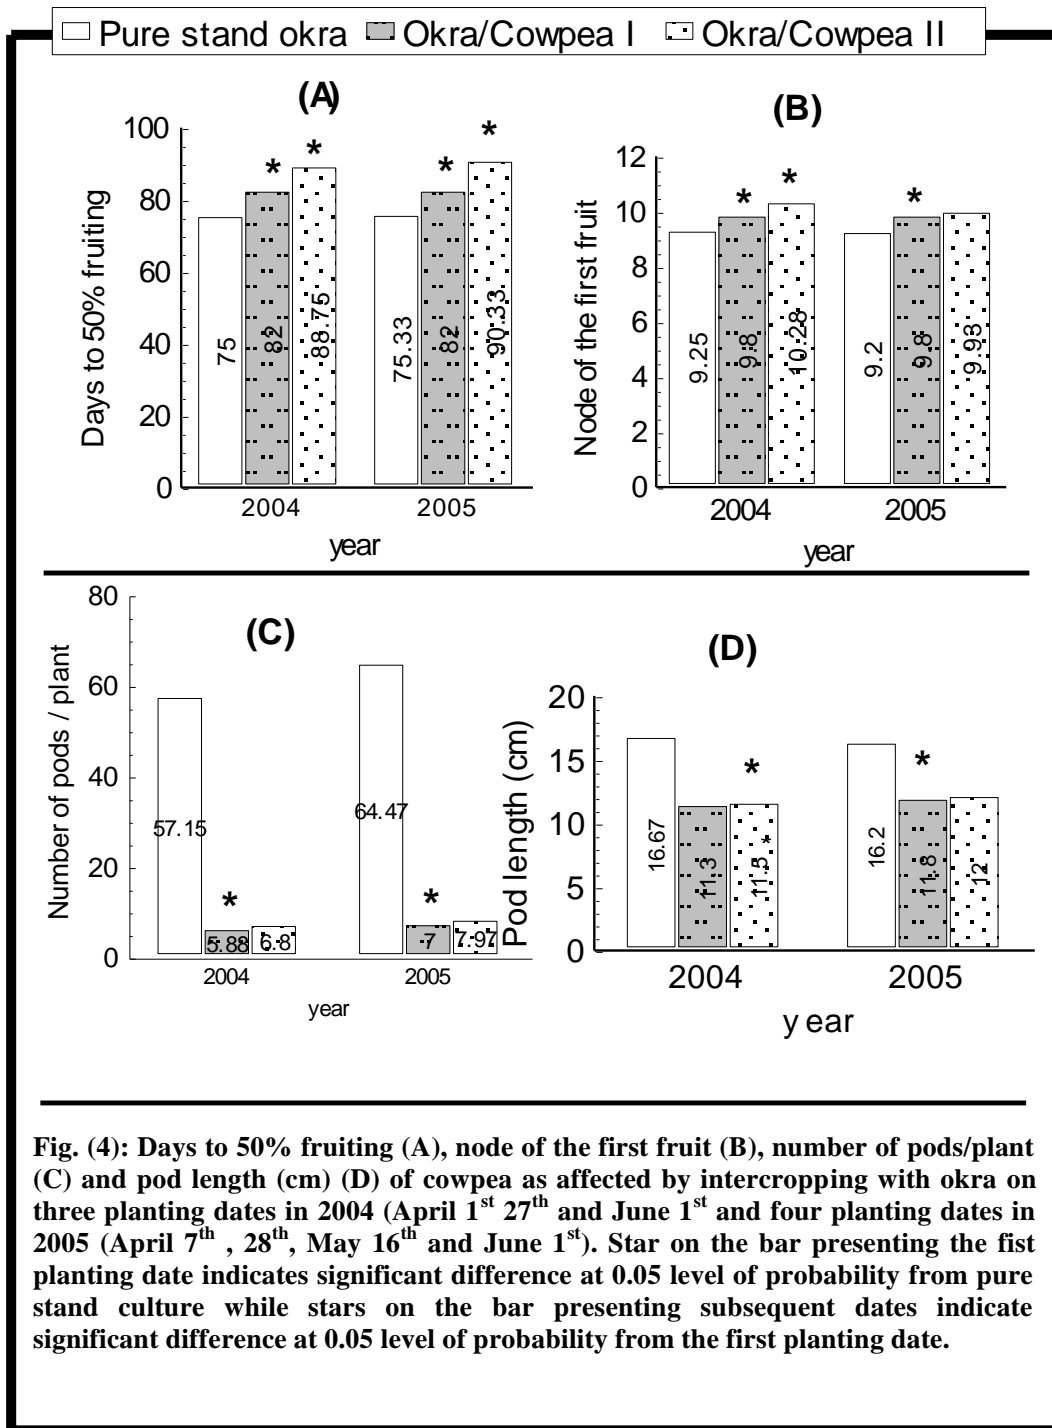 Pure stand okra Okra/Cowpea I Okra/Cowpea II
(A)
Days to 50% fruiting
100
80
60
40
20
0
* * * *
75 82 88.75 75.33 82 90.33
2004 2005
year
(B)
Node of the first fruit
12
10
8
6
4
2
0
* * *
9.25 9.8 10.28 9.2 9.8 9.93
2004 2005
year
(C)
Number of pods / plant
80
60
40
20
0
* *
57.15 5.88 6.8 64.47 7 7.97
2004 2005
year
(D)
Pod length (cm)
20
15
10
5
0
* *
16.67 11.3 11.5 * 16.2 11.8 12
2004 2005
y ear
Fig. (4): Days to 50% fruiting (A), node of the first fruit (B), number of pods/plant
(C) and pod length (cm) (D) of cowpea as affected by intercropping with okra on
three planting dates in 2004 (April 1st 27th and June 1st and four planting dates in
2005 (April 7th , 28th, May 16th and June 1st). Star on the bar presenting the fist
planting date indicates significant difference at 0.05 level of probability from pure
stand culture while stars on the bar presenting subsequent dates indicate
significant difference at 0.05 level of probability from the first planting date.